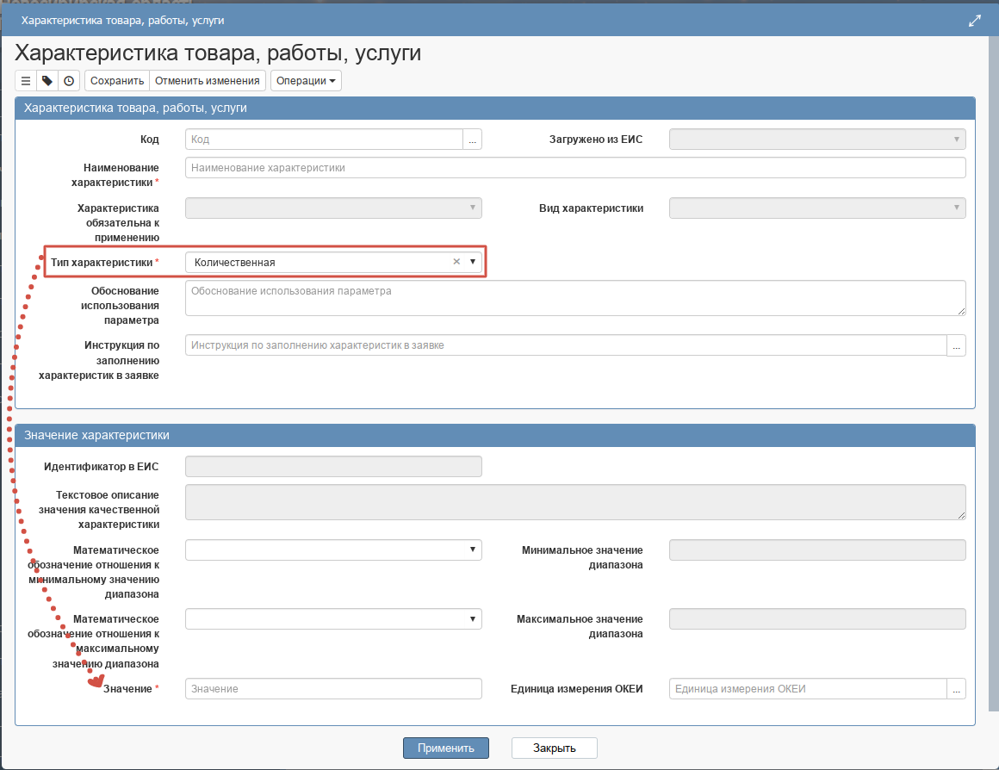 Характеристика товара, работы, услуги
Характеристика товара, работы, услуги
Сохранить Отменить изменения Операции
Характеристика товара, работы, услуги
Код Код ... Загружено из ЕИС
Наименование характеристики * Наименование характеристики
Характеристика обязательна к применению Вид характеристики
Тип характеристики * Количественная × 
Обоснование использования параметра Обоснование использования параметра
Инструкция по заполнению характеристик в заявке Инструкция по заполнению характеристик в заявке ...
Значение характеристики
Идентификатор в ЕИС
Текстовое описание значения качественной характеристики
Математическое обозначение отношения к минимальному значению диапазона Минимальное значение диапазона
Математическое обозначение отношения к максимальному значению диапазона Максимальное значение диапазона
Значение * Значение Единица измерения ОКЕИ Единица измерения ОКЕИ ...
Применить Закрыть